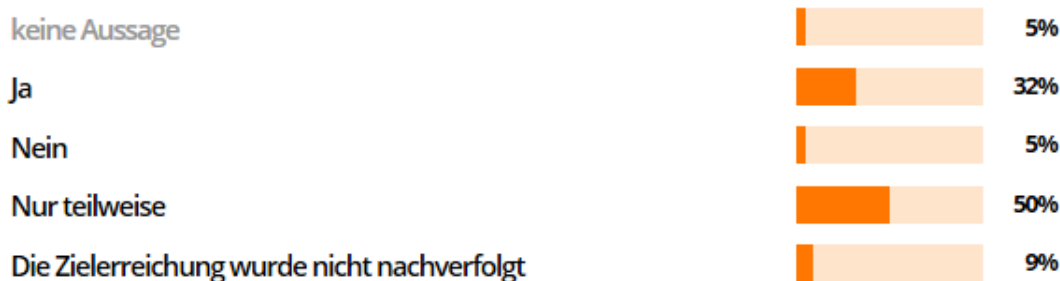 keine Aussage 5%
Ja 32%
Nein 5%
Nur teilweise 50%
Die Zielerreichung wurde nicht nachverfolgt 9%